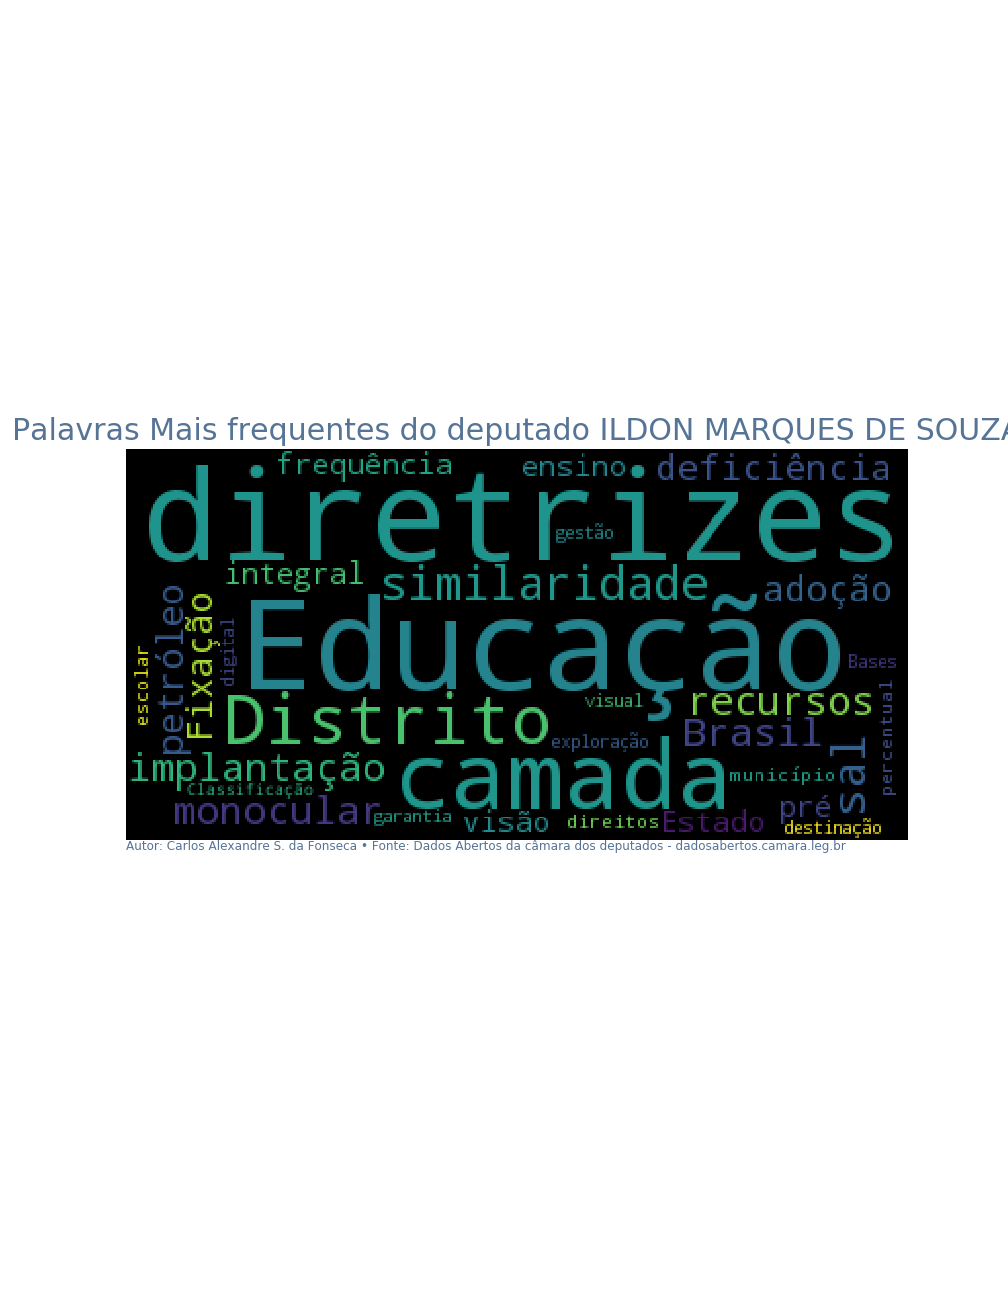 Palavras Mais frequentes do deputado ILDON MARQUES DE SOUZA
frequência
ensino
deficiência
diretrizes
gestão
integral
similaridade
adoção
petróleo
Fixação
digital
escolar
Educação
Bases
Distrito
visual
recursos
percentual
exploração
Brasil
implantação
camada
município
sal
Classificação
monocular
garantia
visão
direitos
Estado
pré
destinação
Autor: Carlos Alexandre S. da Fonseca • Fonte: Dados Abertos da câmara dos deputados - dadosabertos.camara.leg.br